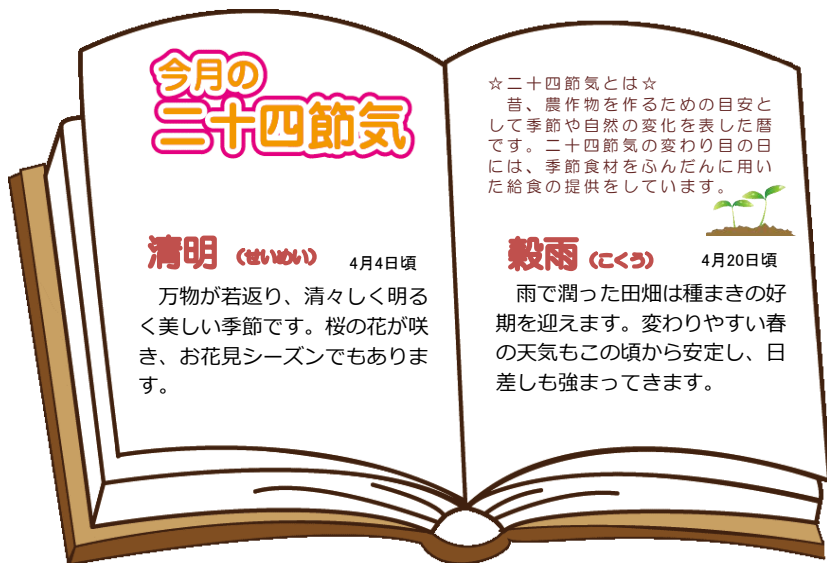 今月の
二十四節気
清明 （せいめい） 4月4日頃
　万物が若返り、清々しく明る
く美しい季節です。桜の花が咲
き、お花見シーズンでもありま
す。
☆二十四節気とは☆
　昔、農作物を作るための目安と
して季節や自然の変化を表した暦
です。二十四節気の変わり目の日
には、季節食材をふんだんに用い
た給食の提供をしています。
穀雨（こくう） 4月20日頃
　雨で潤った田畑は種まきの好
期を迎えます。変わりやすい春
の天気もこの頃から安定し、日
差しも強まってきます。